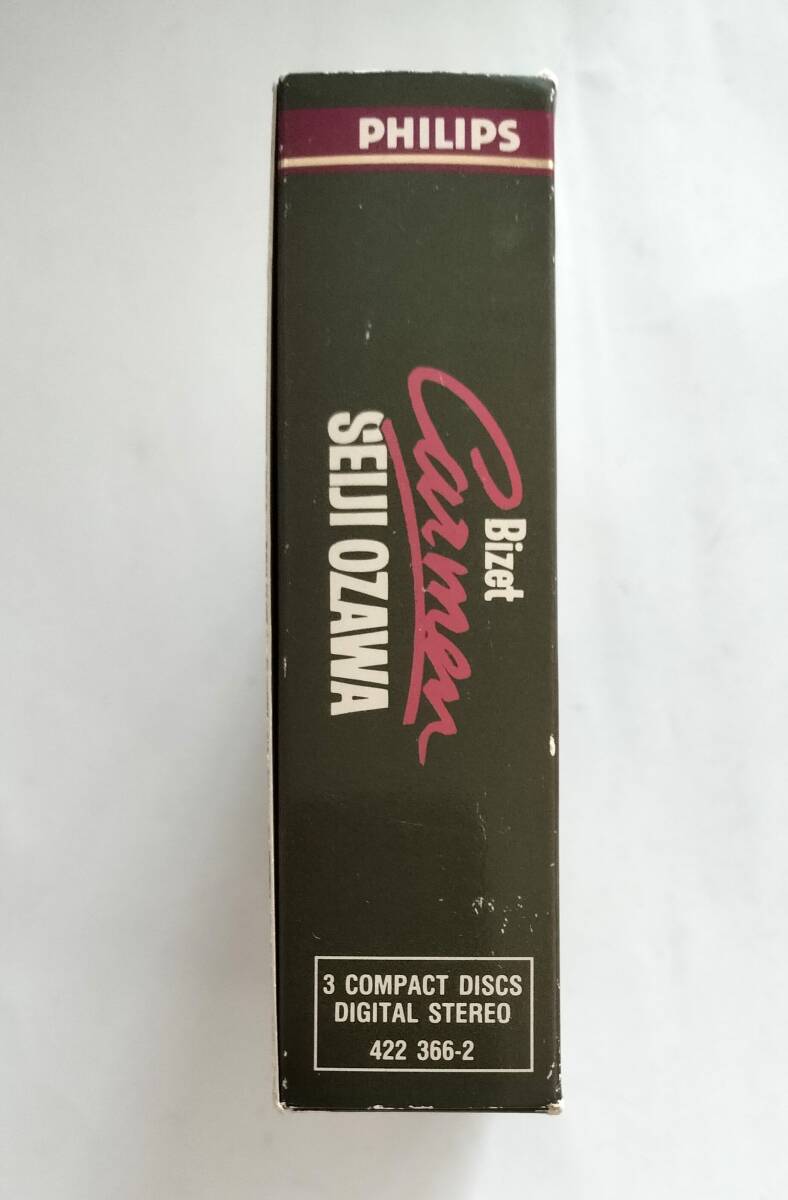 PHILIPS
Bizet
Carmen
SEIJI OZAWA
3 COMPACT DISCS
DIGITAL STEREO
422 366-2